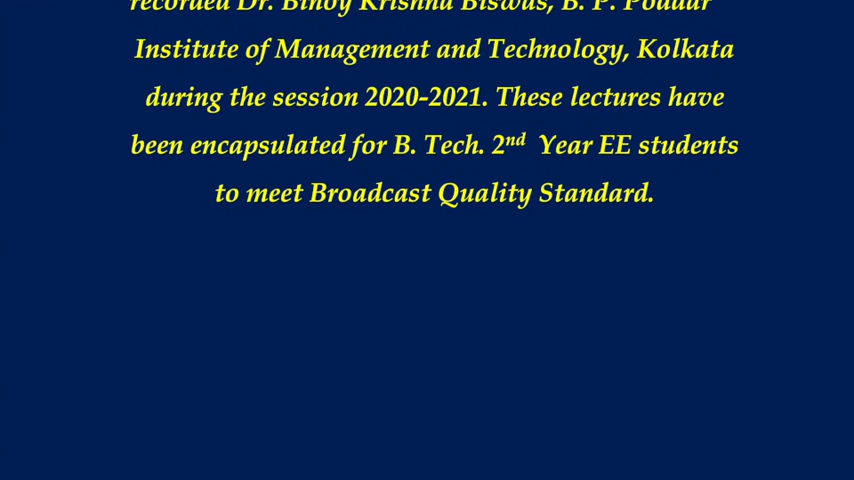 recorded Dr. Binoy Krishna Biswas, B. P. Poddar
Institute of Management and Technology, Kolkata
during the session 2020-2021. These lectures have
been encapsulated for B. Tech. 2nd Year EE students
to meet Broadcast Quality Standard.